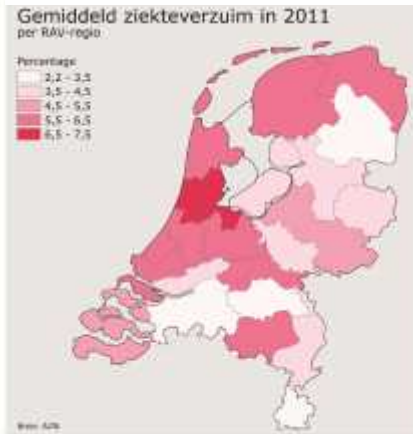 Gemiddeld ziekteverzuim in 2011
per RAV-regio
Percentage
2,2 - 3,5
3,5 - 4,5
4,5 - 5,5
5,5 - 6,5
6,5 - 7,5
Bron: